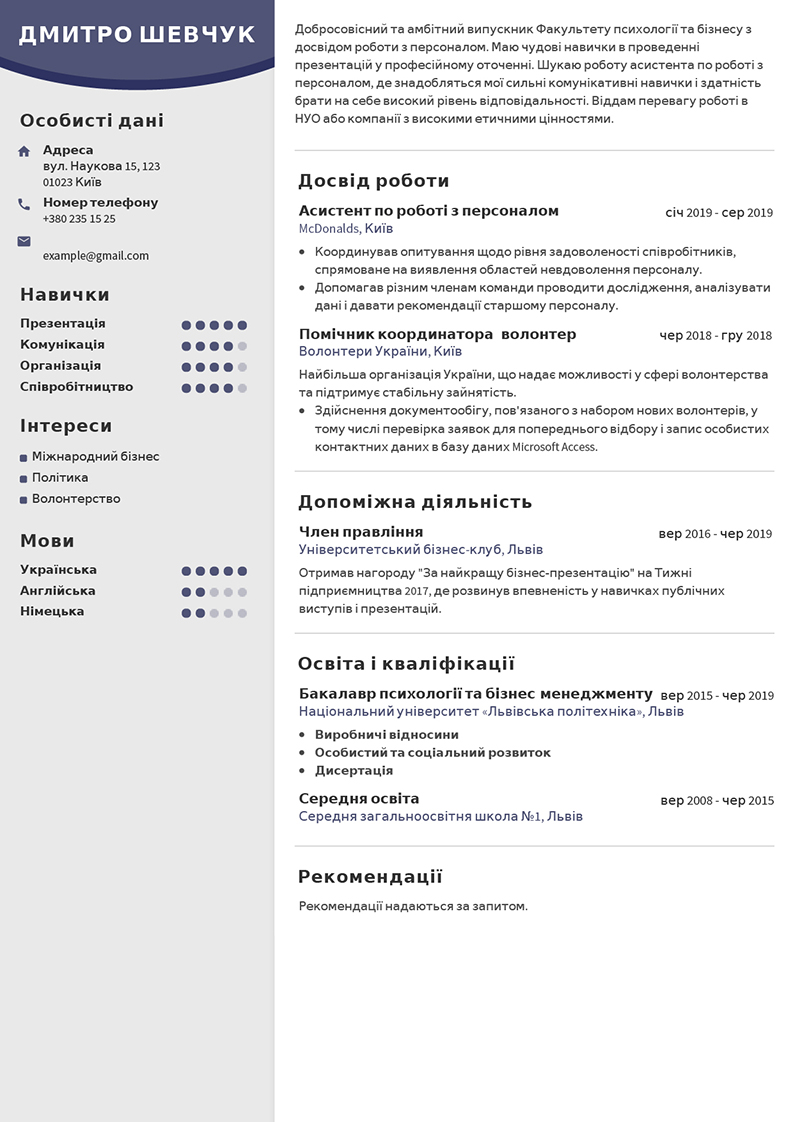 ДМИТРО ШЕВЧУК
Особисті дані
Адреса
вул. Наукова 15, 123
01023 Київ
Номер телефону
+380 235 15 25
example@gmail.com
Навички
Презентація
Комунікація
Організація
Співробітництво
Інтереси
Міжнародний бізнес
Політика
Волонтерство
Мови
Українська
Англійська
Німецька
Добросовісний та амбітний випускник Факультету психології та бізнесу з
досвідом роботи з персоналом. Маю чудові навички в проведенні
презентацій у професійному оточенні. Шукаю роботу асистента по роботі з
персоналом, де знадобляться мої сильні комунікативні навички і здатність
брати на себе високий рівень відповідальності. Віддам перевагу роботі в
НУО або компанії з високими етичними цінностями.
Досвід роботи
Асистент по роботі з персоналом січ 2019 - сер 2019
McDonalds, Київ
• Координував опитування щодо рівня задоволеності співробітників,
спрямоване на виявлення областей невдоволення персоналу.
• Допомагав різним членам команди проводити дослідження, аналізувати
дані і давати рекомендації старшому персоналу.
Помічник координатора волонтер чер 2018 - гру 2018
Волонтери України, Київ
Найбільша організація України, що надає можливості у сфері волонтерства
та підтримує стабільну зайнятість.
• Здійснення документообігу, пов'язаного з набором нових волонтерів, у
тому числі перевірка заявок для попереднього відбору і запис особистих
контактних даних в базу даних Microsoft Access.
Допоміжна діяльність
Член правління вер 2016 - чер 2019
Університетський бізнес-клуб, Львів
Отримав нагороду "За найкращу бізнес-презентацію" на Тижні
підприємництва 2017, де розвинув впевненість у навичках публічних
виступів і презентацій.
Освіта і кваліфікації
Бакалавр психології та бізнес менеджменту вер 2015 - чер 2019
Національний університет «Львівська політехніка», Львів
• Виробничі відносини
• Особистий та соціальний розвиток
• Дисертація
Середня освіта вер 2008 - чер 2015
Середня загальноосвітня школа №1, Львів
Рекомендації
Рекомендації надаються за запитом.